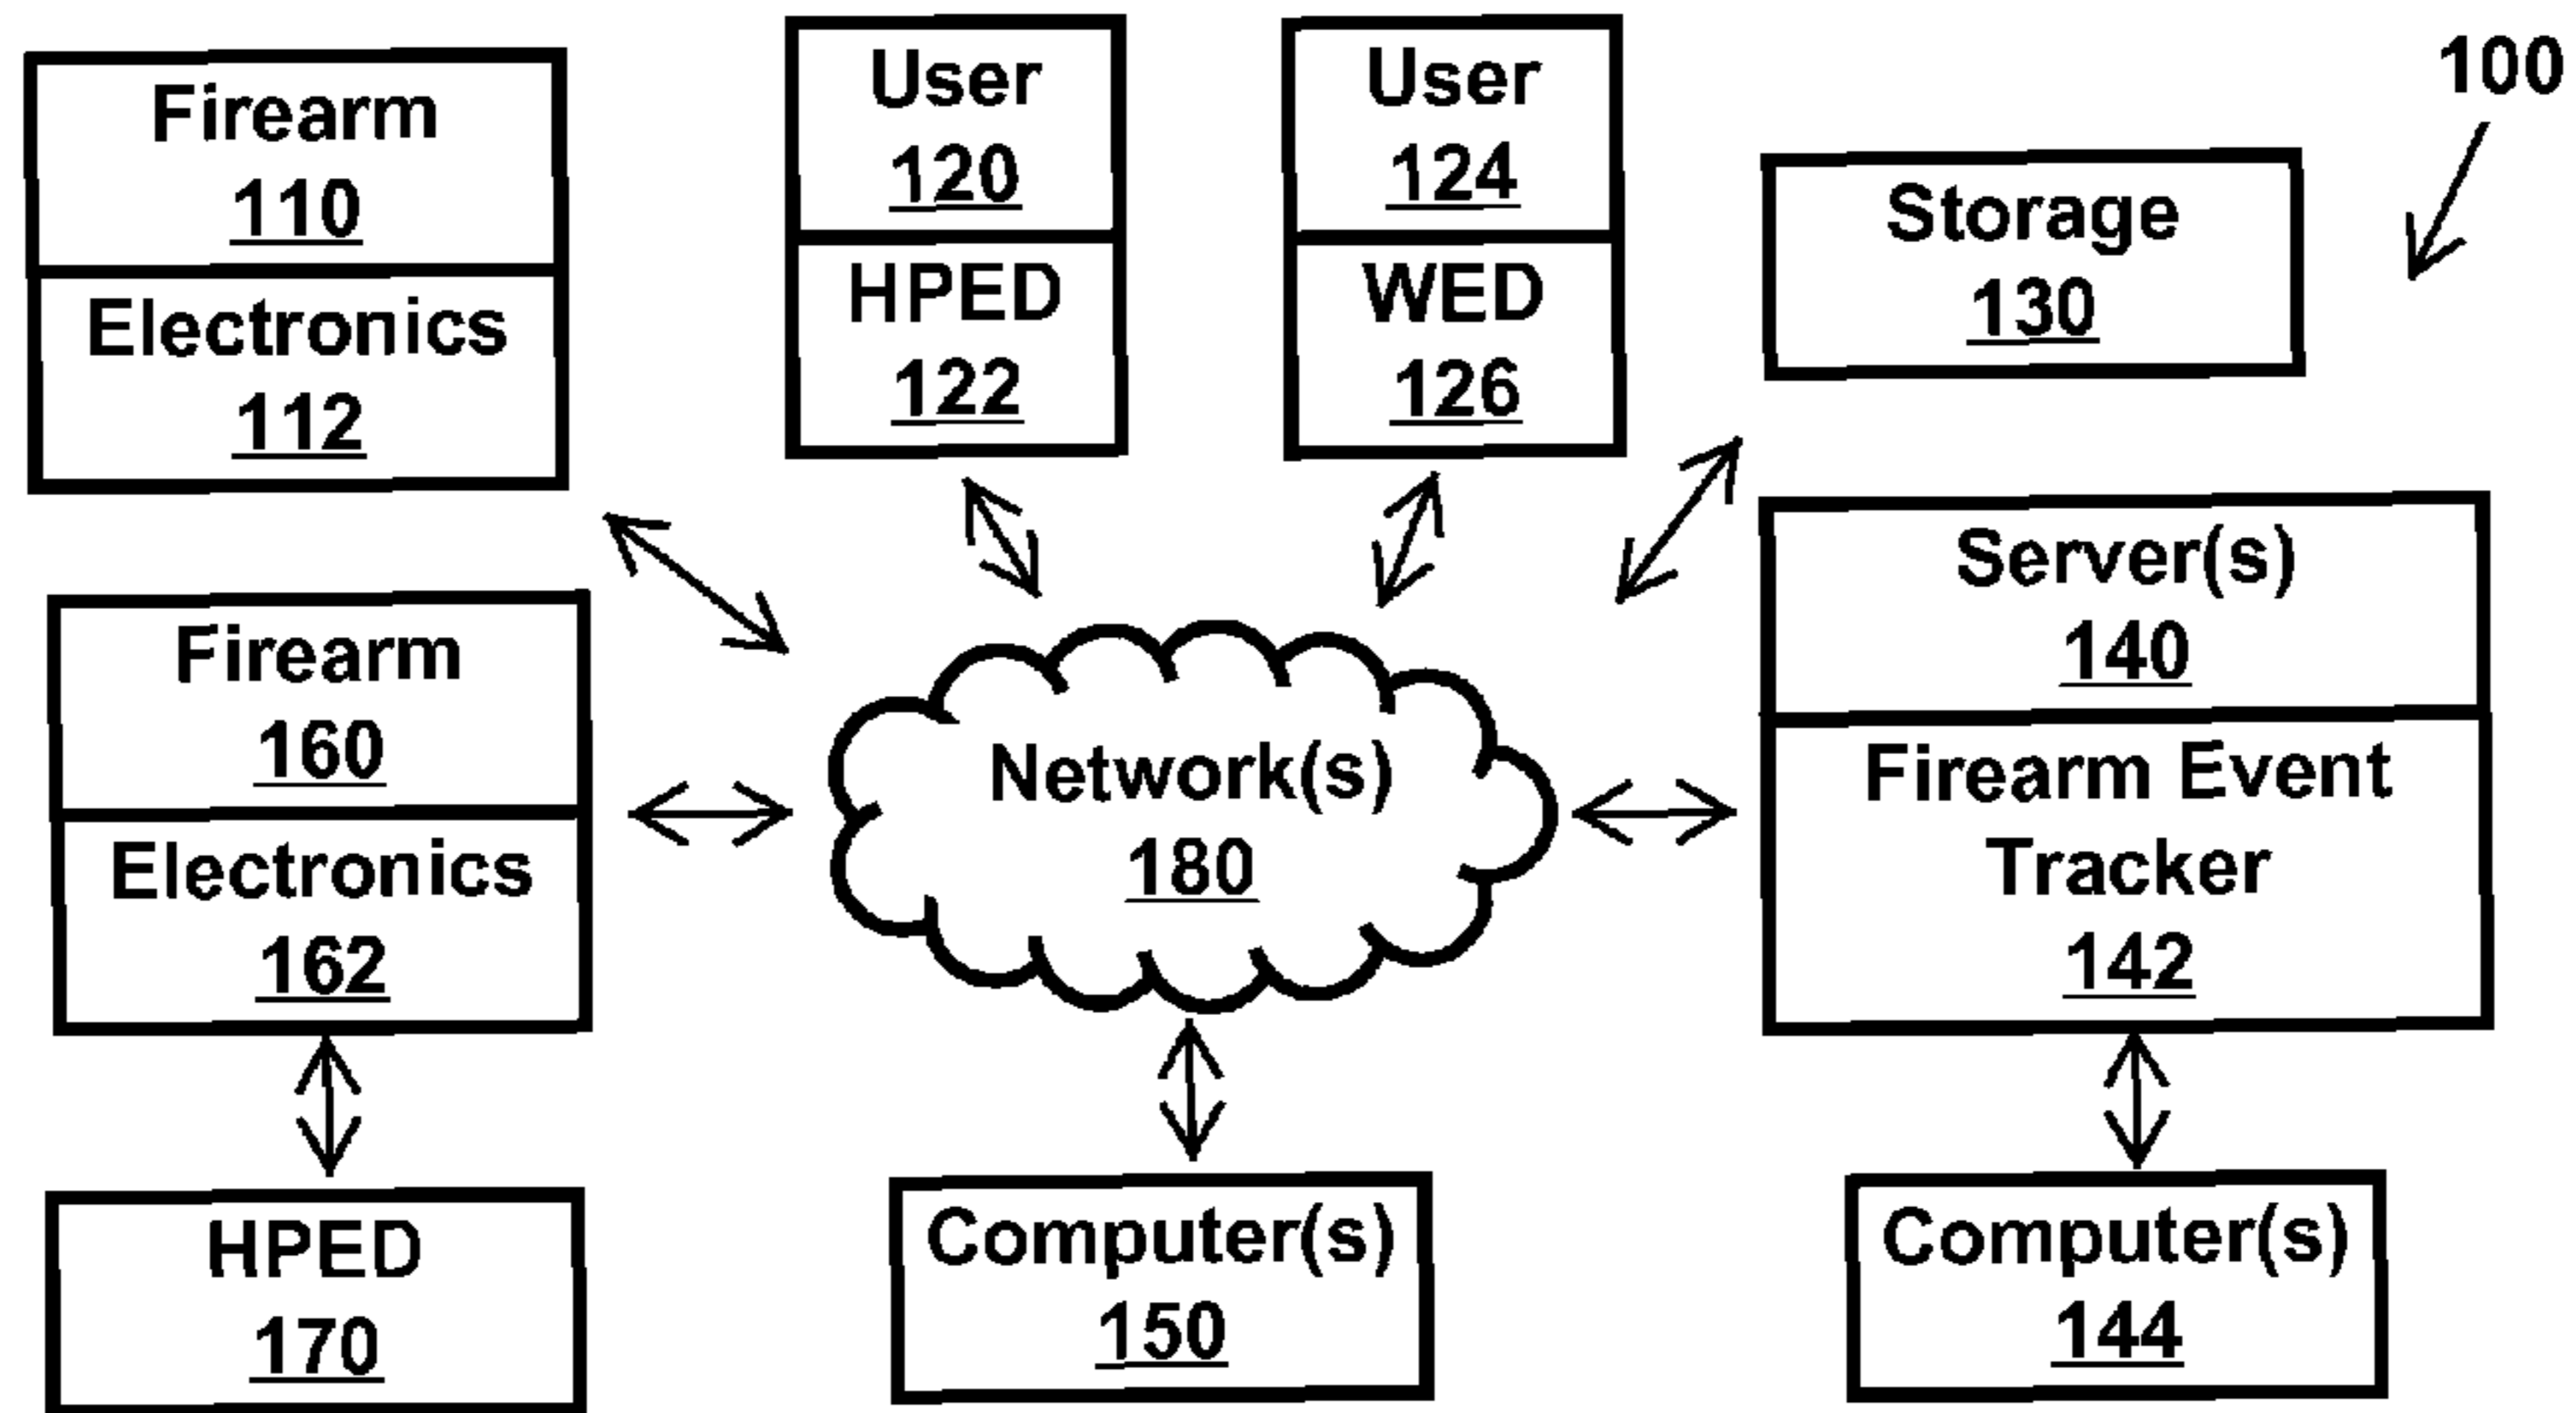 Firearm
110
Electronics
112
User
120
HPED
122
User
124
WED
126
Storage
130
100
Firearm
160
Electronics
162
Network(s)
180
Server(s)
140
Firearm Event
Tracker
142
HPED
170
Computer(s)
150
Computer(s)
144